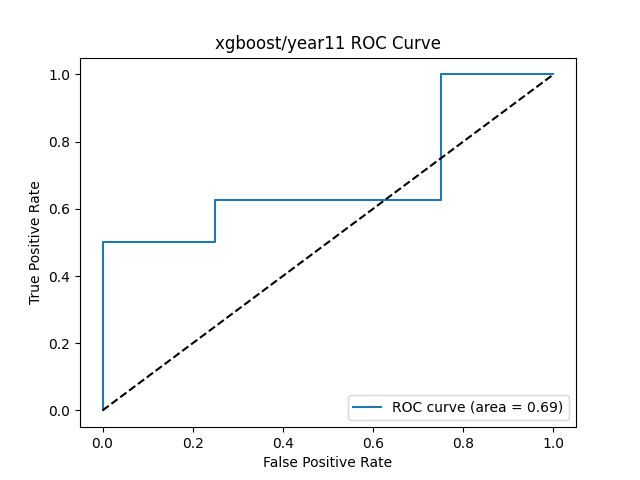 xgboost/year11 ROC Curve
1.0
0.8
0.6
0.4
0.2
0.0
True Positive Rate
ROC curve (area = 0.69)
0.0 0.2 0.4 0.6 0.8 1.0
False Positive Rate